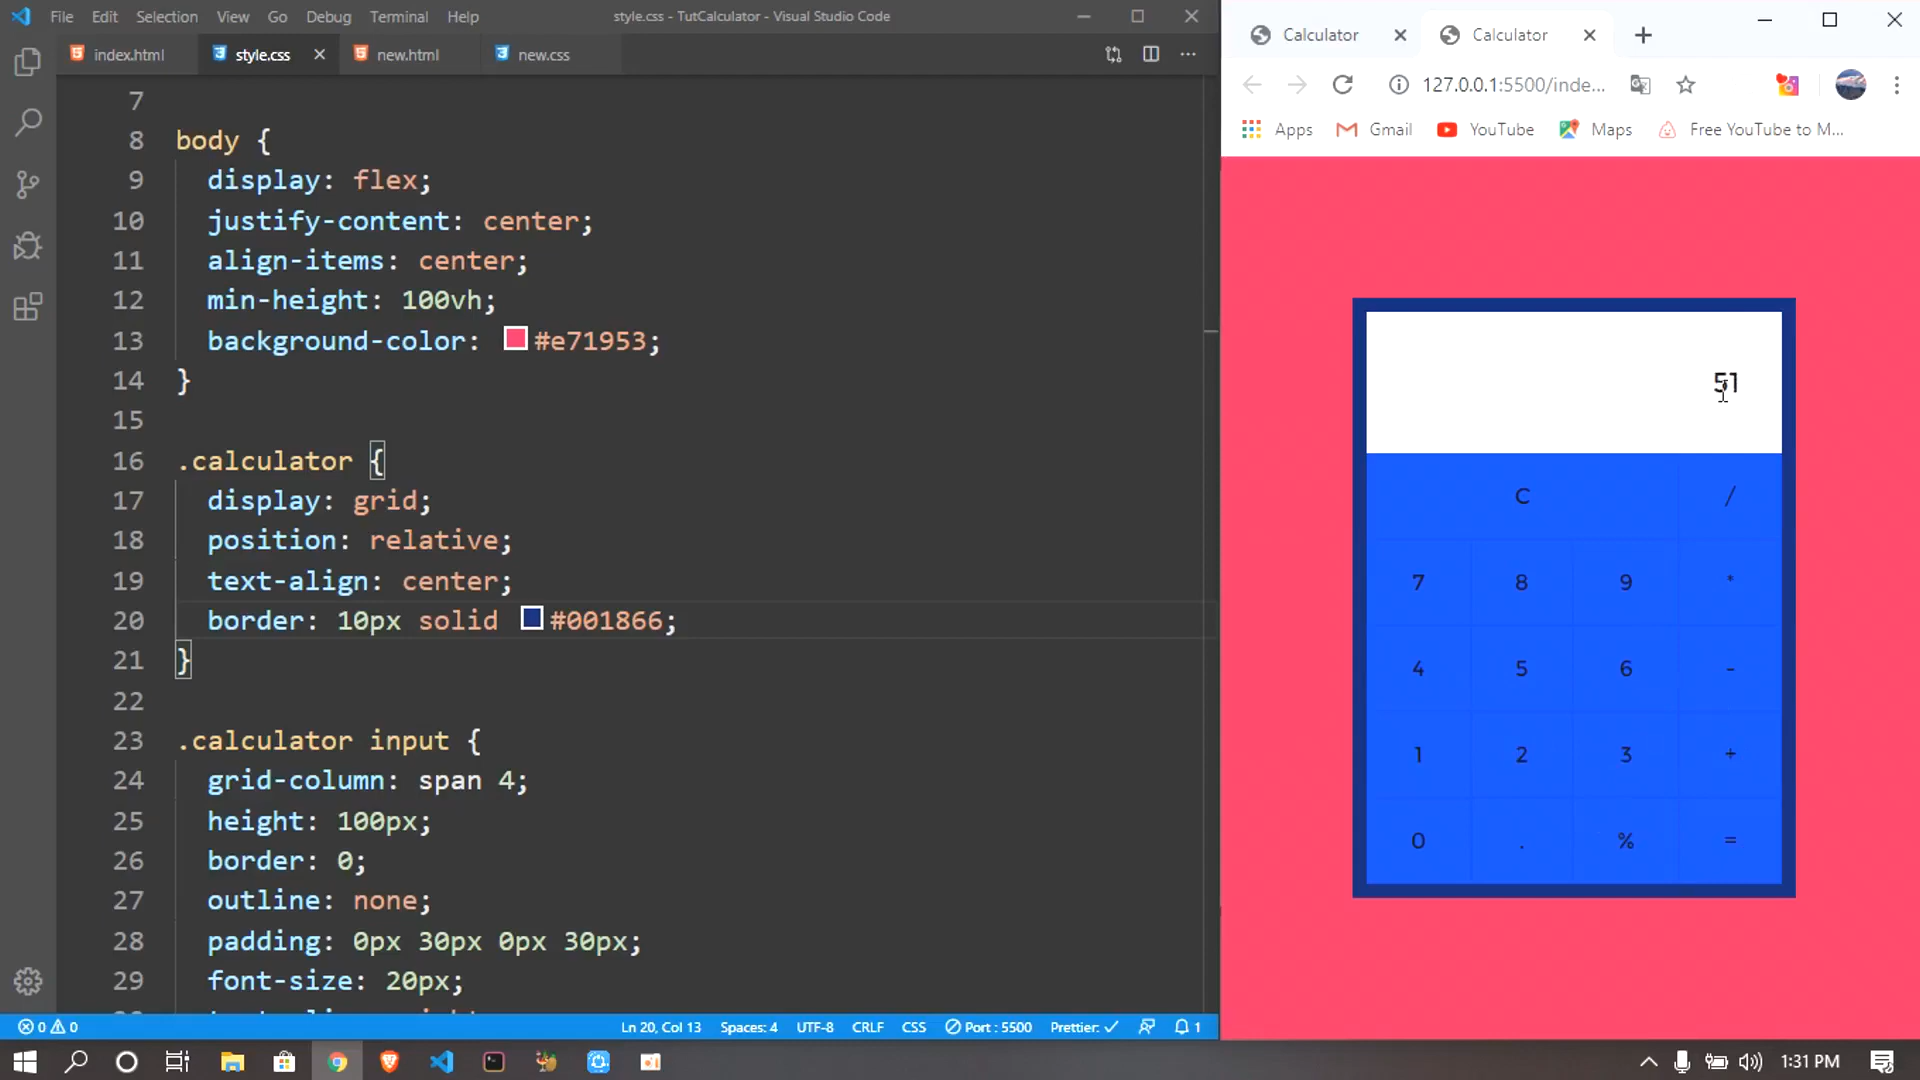 File Edit Selection View Go Debug Terminal Help
style.css - TutCalculator - Visual Studio Code
index.html style.css new.html new.css
7
8 body {
9 display: flex;
10 justify-content: center;
11 align-items: center;
12 min-height: 100vh;
13 background-color: #e71953;
14 }
15
16 .calculator {
17 display: grid;
18 position: relative;
19 text-align: center;
20 border: 10px solid #001866;
21 }
22
23 .calculator input {
24 grid-column: span 4;
25 height: 100px;
26 border: 0;
27 outline: none;
28 padding: 0px 30px 0px 30px;
29 font-size: 20px;
0 0 Ln 20, Col 13 Spaces: 4 UTF-8 CRLF CSS Port : 5500 Prettier: ✓ 1
Calculator Calculator
127.0.0.1:5500/inde...
Apps Gmail YouTube Maps Free YouTube to M...
51
C /
7 8 9 *
4 5 6 -
1 2 3 +
0 . % =
1:31 PM